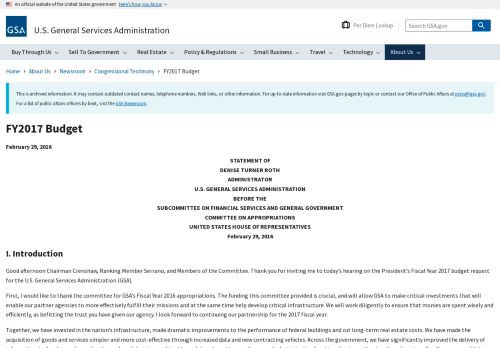 An official website of the United States government Here's how you know
GSA U.S. General Services Administration
Per Diem Lookup
Search GSA.gov
Buy Through Us Sell To Government Real Estate Policy & Regulations Small Business Travel Technology About Us
Home > About Us > Newsroom > Congressional Testimony > FY2017 Budget
This is archived information. It may contain outdated contact names, telephone numbers, Web links, or other information. For up-to-date information visit GSA.gov pages by topic or contact our Office of Public Affairs at press@gsa.gov.
For a list of public affairs officers by beat, visit the GSA Newsroom.
FY2017 Budget
February 29, 2016
STATEMENT OF
DENISE TURNER ROTH
ADMINISTRATOR
U.S. GENERAL SERVICES ADMINISTRATION
BEFORE THE
SUBCOMMITTEE ON FINANCIAL SERVICES AND GENERAL GOVERNMENT
COMMITTEE ON APPROPRIATIONS
UNITED STATES HOUSE OF REPRESENTATIVES
February 29, 2016
I. Introduction
Good afternoon Chairman Crenshaw, Ranking Member Serrano, and Members of the Committee. Thank you for inviting me to today's hearing on the President's Fiscal Year 2017 budget request
for the U.S. General Services Administration (GSA).
First, I would like to thank the committee for GSA's Fiscal Year 2016 appropriations. The funding this committee provided is crucial, and will allow GSA to make critical investments that will
enable our partner agencies to more effectively fulfill their missions and at the same time help develop critical infrastructure. We will work diligently to ensure that monies are spent wisely and
efficiently, as befitting the trust you have given our agency I look forward to continuing our partnership for the 2017 fiscal year.
Together, we have invested in the nation's infrastructure, made dramatic improvements to the performance of federal buildings and cut long-term real estate costs. We have made the
acquisition of goods and services simpler and more cost-effective through increased data and new contracting vehicles. Across the government, we have significantly improved the delivery of